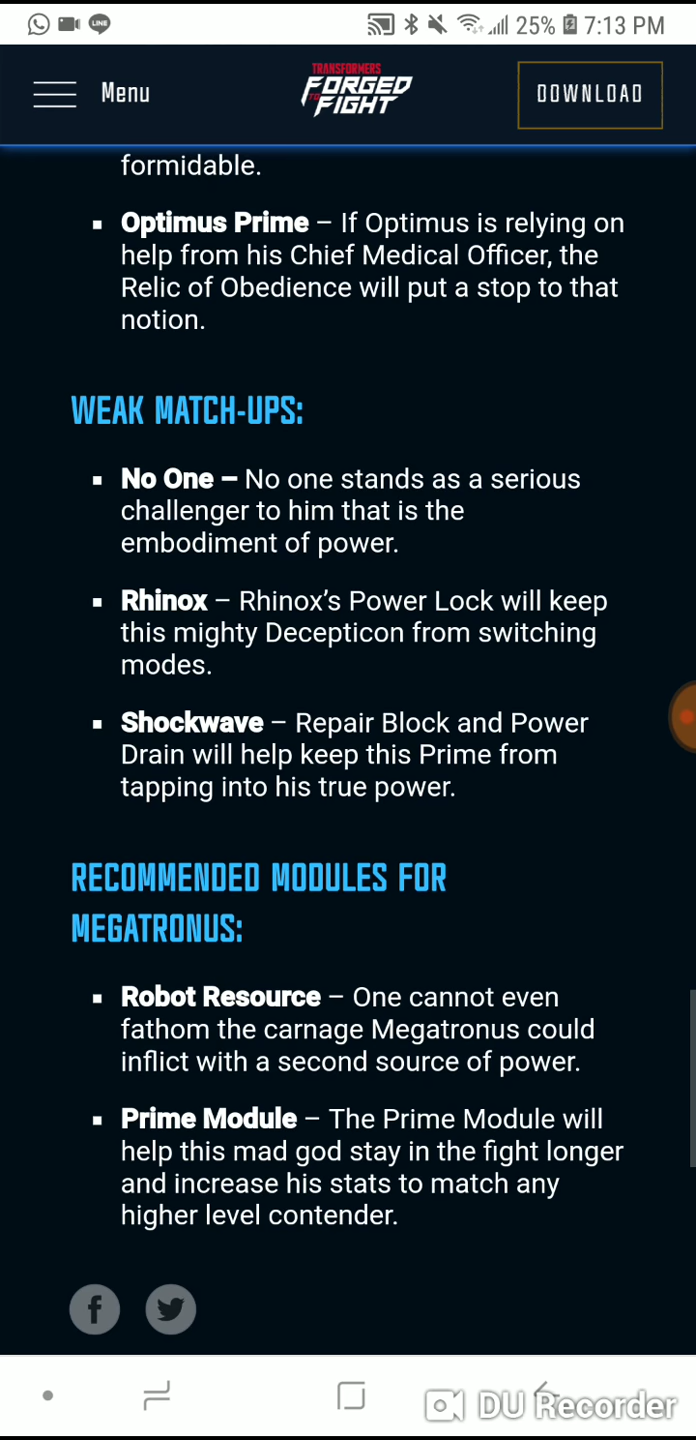 LINE
25% 7:13 PM
Menu
TRANSFORMERS
FORGED
TO
FIGHT
DOWNLOAD
formidable.
▪ Optimus Prime – If Optimus is relying on
help from his Chief Medical Officer, the
Relic of Obedience will put a stop to that
notion.
WEAK MATCH-UPS:
▪ No One – No one stands as a serious
challenger to him that is the
embodiment of power.
▪ Rhinox – Rhinox’s Power Lock will keep
this mighty Decepticon from switching
modes.
▪ Shockwave – Repair Block and Power
Drain will help keep this Prime from
tapping into his true power.
RECOMMENDED MODULES FOR
MEGATRONUS:
▪ Robot Resource – One cannot even
fathom the carnage Megatronus could
inflict with a second source of power.
▪ Prime Module – The Prime Module will
help this mad god stay in the fight longer
and increase his stats to match any
higher level contender.
f
DU Recorder